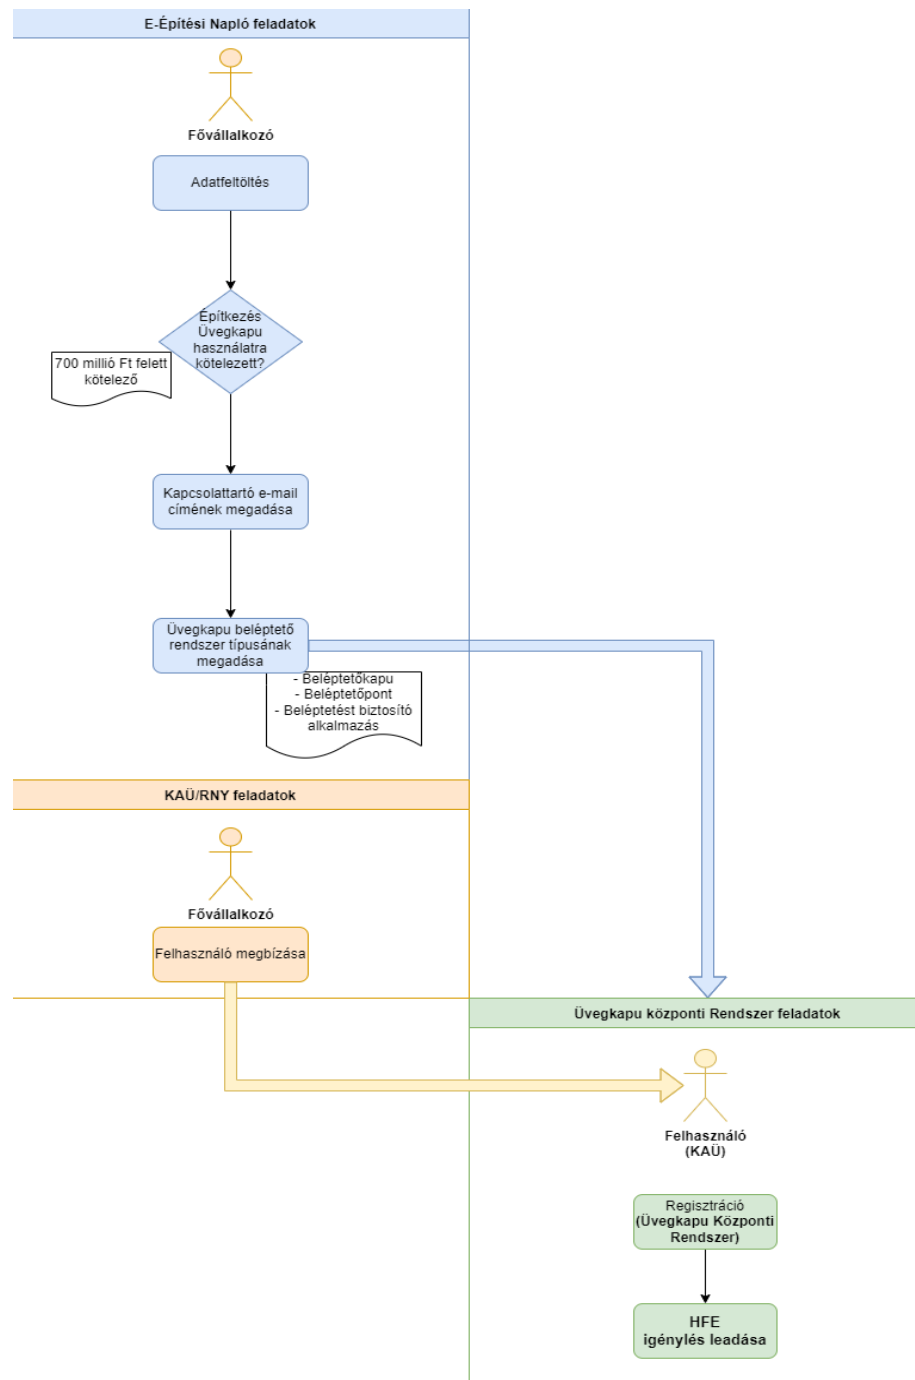 E-Építési Napló feladatok
Fővállalkozó
Adatfeltöltés
Építkezés
Üvegkapu
használatra
kötelezett?
700 millió Ft felett
kötelező
Kapcsolattartó e-mail
címének megadása
Üvegkapu beléptető
rendszer típusának
megadása
- Beléptetőkapu
- Beléptetőpont
- Beléptetést biztosító
alkalmazás
KAÜ/RNY feladatok
Fővállalkozó
Felhasználó megbízása
Üvegkapu központi Rendszer feladatok
Felhasználó
(KAÜ)
Regisztráció
(Üvegkapu Központi
Rendszer)
HFE
igénylés leadása